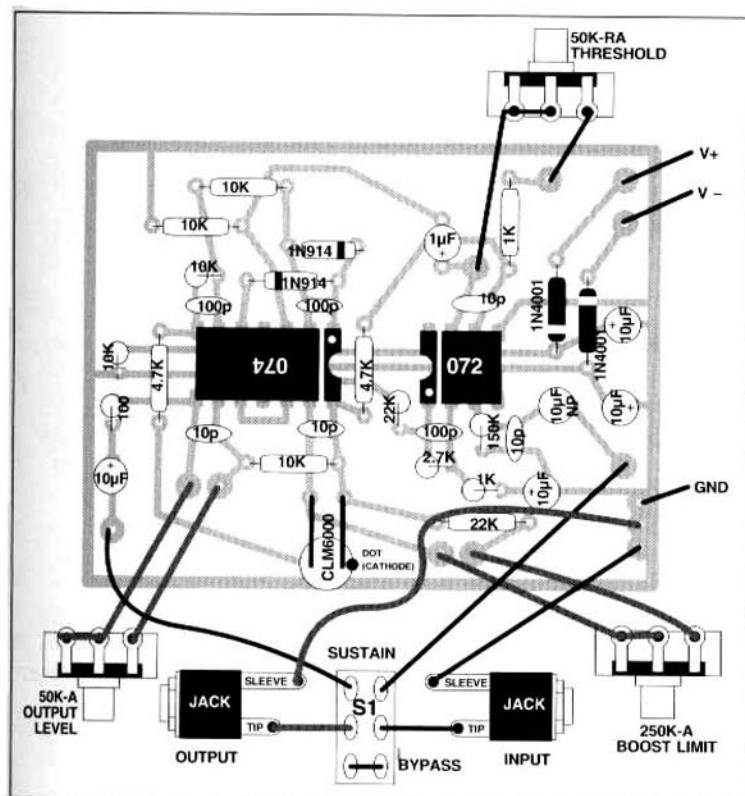 50K-RA
THRESHOLD
V+
V –
10K
10K
1N914
1µF
+
1K
10K
1N914
10p
100p
100p
1N4001
1N4001
+
10µF
10K
4.7K
074
4.7K
072
100
22K
150K
10µF
NP
10µF
+
10p
10p
100p
10p
2.7K
+
10µF
10K
1K
10µF
+
GND
22K
CLM6000
DOT
(CATHODE)
SUSTAIN
50K-A
OUTPUT
LEVEL
JACK
SLEEVE
TIP
S1
SLEEVE
TIP
JACK
250K-A
BOOST LIMIT
OUTPUT
BYPASS
INPUT